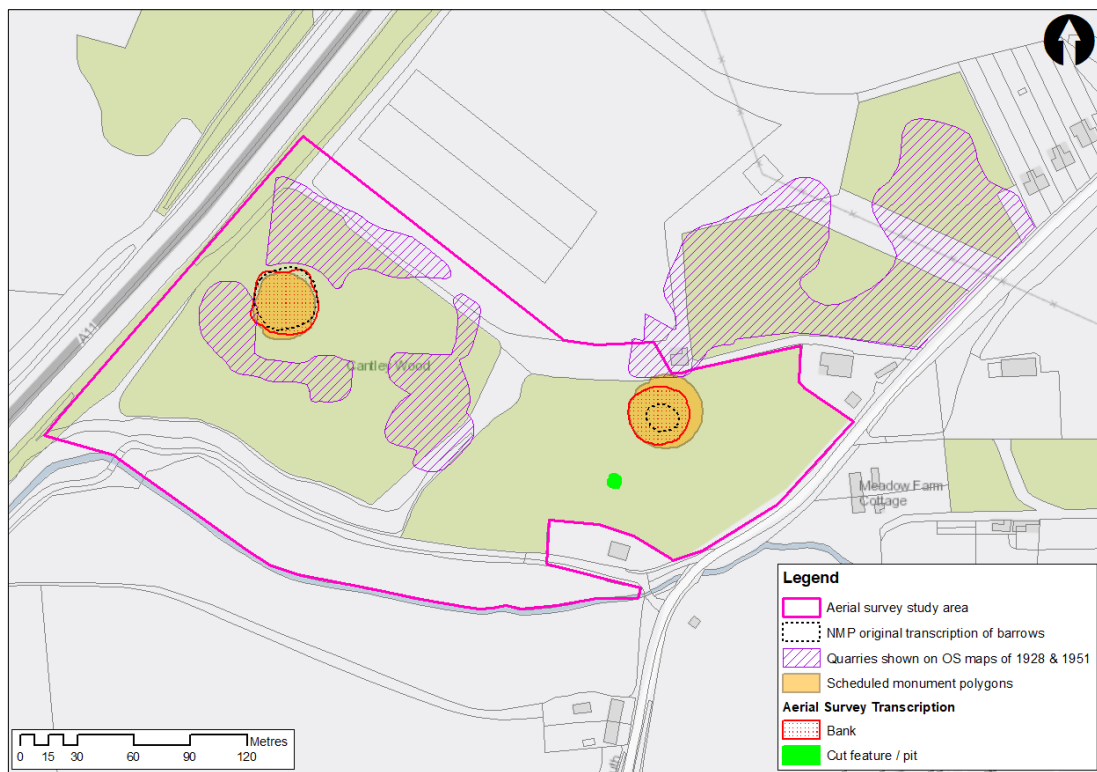 A11
Cantley Wood
Meadow Farm
Cottage
Legend
Aerial survey study area
NMP original transcription of barrows
Quarries shown on OS maps of 1928 & 1951
Scheduled monument polygons
Aerial Survey Transcription
Bank
Cut feature / pit
Metres
0 15 30 60 90 120